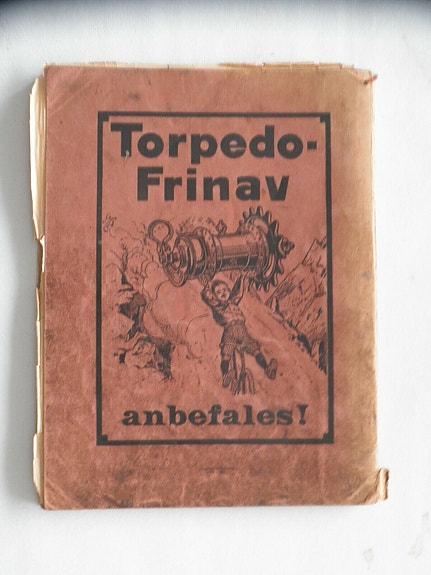 Torpedo-
Frinav
anbefales!